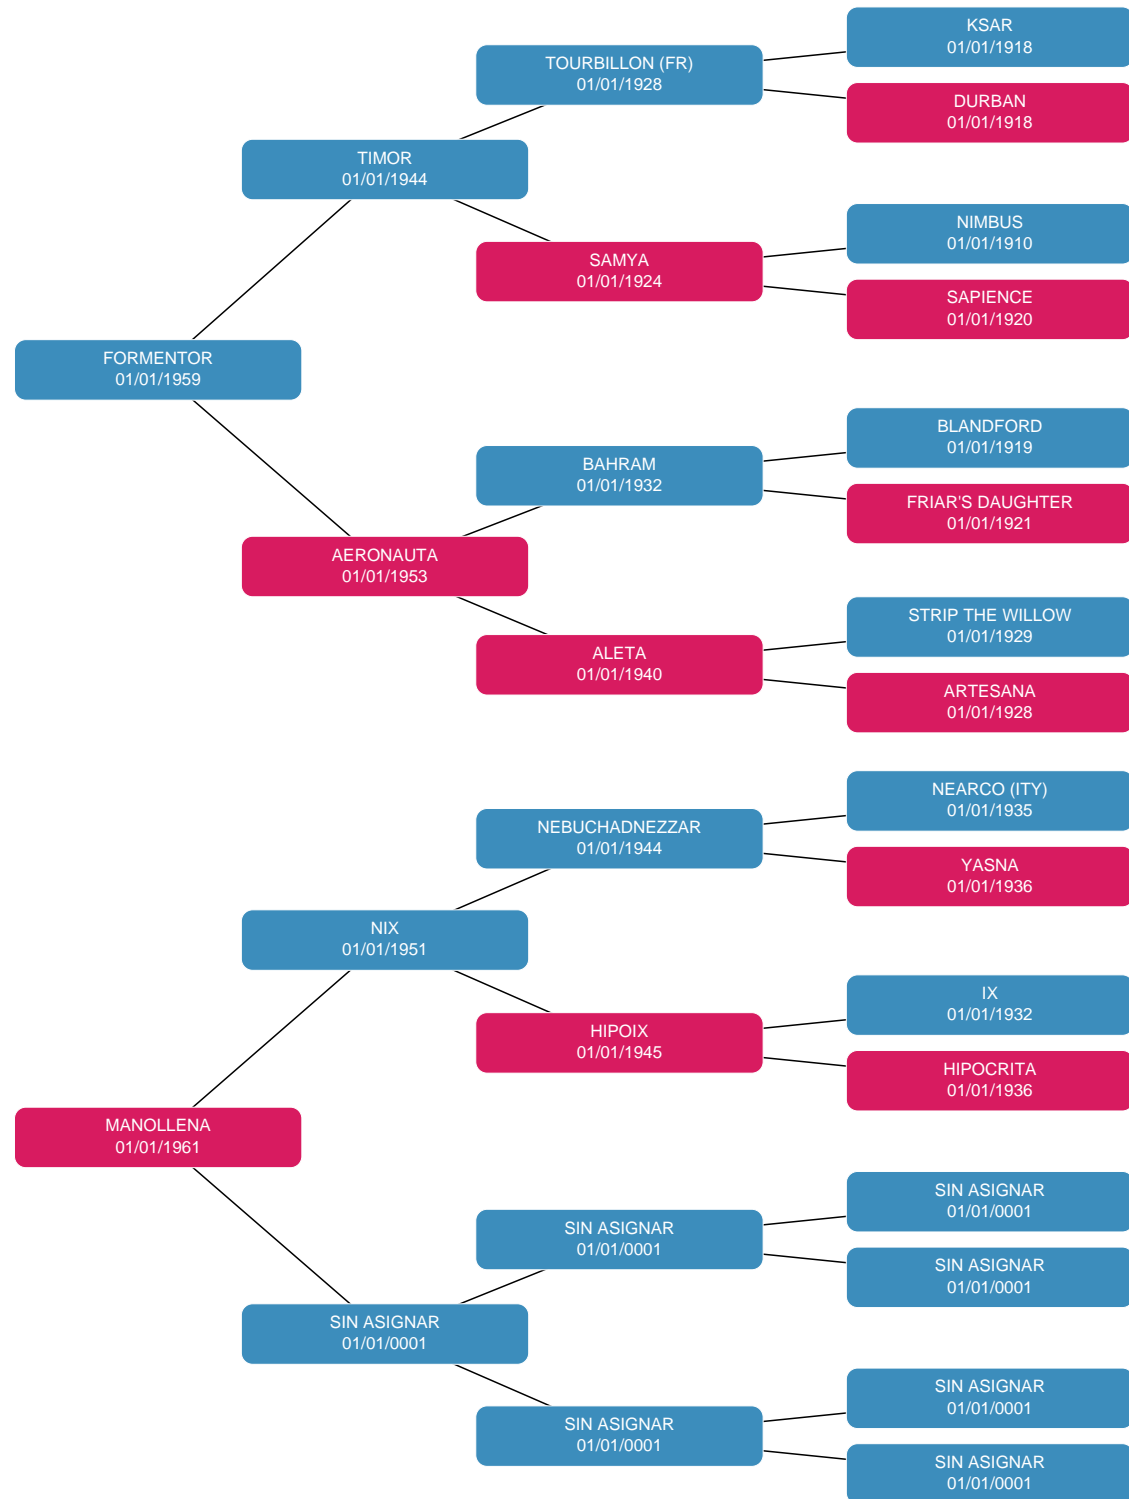 KSAR
01/01/1918
TOURBILLON (FR)
01/01/1928
DURBAN
01/01/1918
TIMOR
01/01/1944
NIMBUS
01/01/1910
SAMYA
01/01/1924
SAPIENCE
01/01/1920
FORMENTOR
01/01/1959
BLANDFORD
01/01/1919
BAHRAM
01/01/1932
FRIAR'S DAUGHTER
01/01/1921
AERONAUTA
01/01/1953
STRIP THE WILLOW
01/01/1929
ALETA
01/01/1940
ARTESANA
01/01/1928
NEARCO (ITY)
01/01/1935
NEBUCHADNEZZAR
01/01/1944
YASNA
01/01/1936
NIX
01/01/1951
IX
01/01/1932
HIPOIX
01/01/1945
HIPOCRITA
01/01/1936
MANOLLENA
01/01/1961
SIN ASIGNAR
01/01/0001
SIN ASIGNAR
01/01/0001
SIN ASIGNAR
01/01/0001
SIN ASIGNAR
01/01/0001
SIN ASIGNAR
01/01/0001
SIN ASIGNAR
01/01/0001
SIN ASIGNAR
01/01/0001